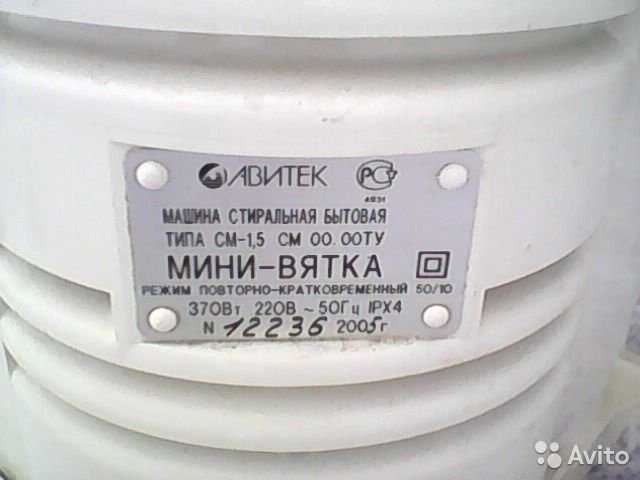 АВИТЕК РСТ
АЯ31
МАШИНА СТИРАЛЬНАЯ БЫТОВАЯ
ТИПА СМ-1,5 СМ 00.00ТУ
МИНИ-ВЯТКА
РЕЖИМ ПОВТОРНО-КРАТКОВРЕМЕННЫЙ 50/10
370Вт 220В ~ 50Гц IPX4
N 12236 2005г
Avito